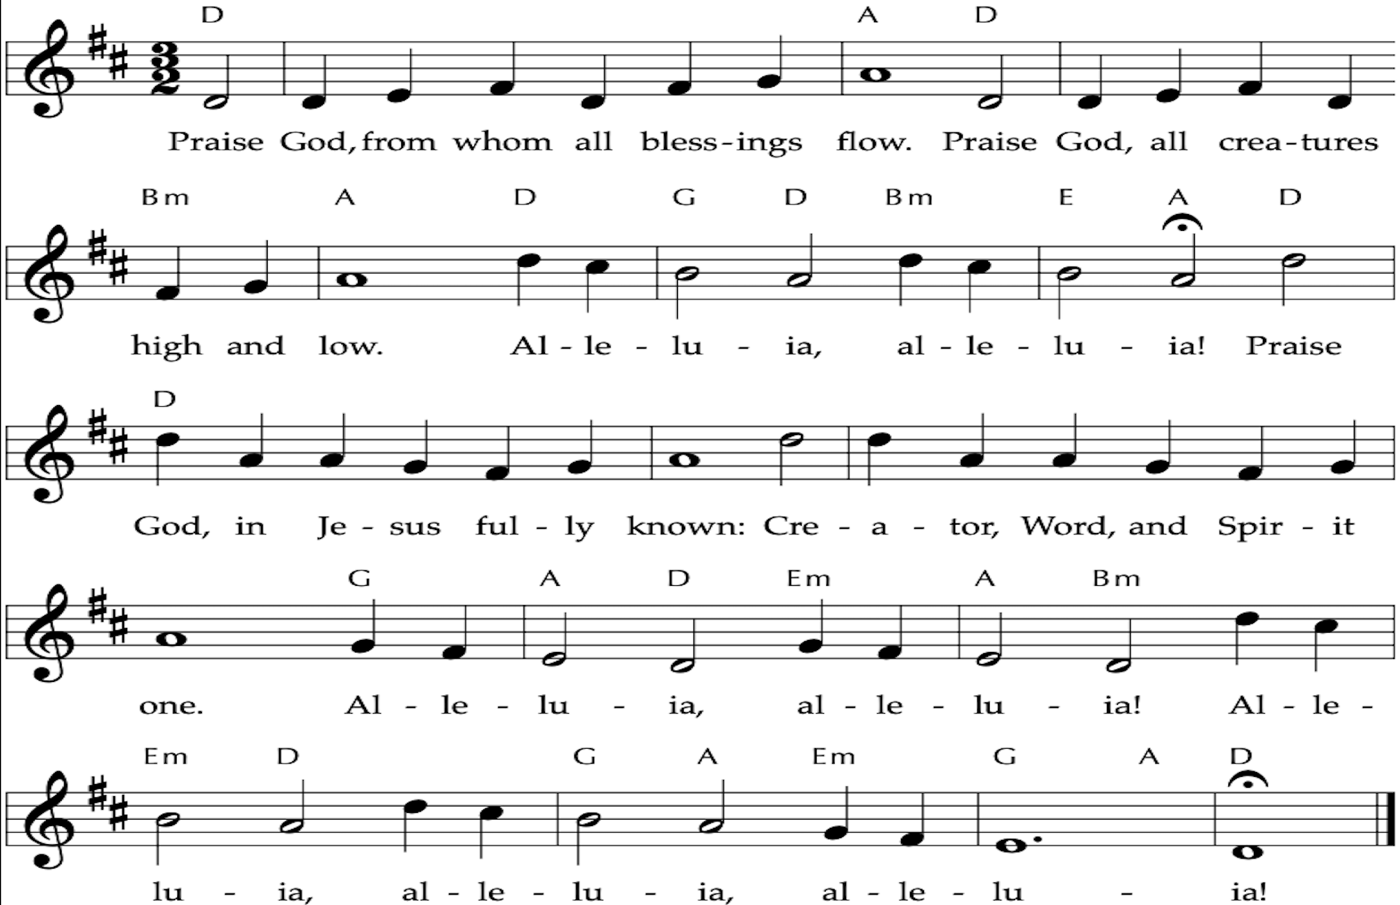 D A D
3
2
Praise God, from whom all bless-ings flow. Praise God, all crea-tures
Bm A D G D Bm E A D
high and low. Al - le - lu - ia, al - le - lu - ia! Praise
D
God, in Je - sus ful - ly known: Cre - a - tor, Word, and Spir - it
G A D Em A Bm
one. Al - le - lu - ia, al - le - lu - ia! Al - le -
Em D G A Em G A D
lu - ia, al - le - lu - ia, al - le - lu - ia!